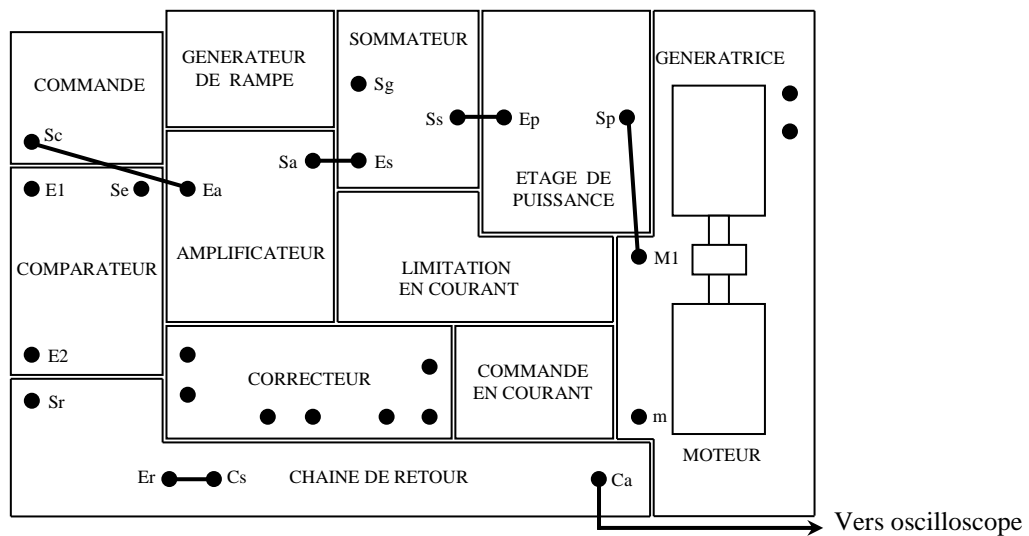 COMMANDE
Sc
GENERATEUR
DE RAMPE
SOMMATEUR
Sg
Ss
Ep
Sp
GENERATRICE
Sa
Es
E1
Se
Ea
ETAGE DE
PUISSANCE
COMPARATEUR
AMPLIFICATEUR
LIMITATION
EN COURANT
M1
E2
CORRECTEUR
COMMANDE
EN COURANT
Sr
m
MOTEUR
Er
Cs
CHAINE DE RETOUR
Ca
Vers oscilloscope